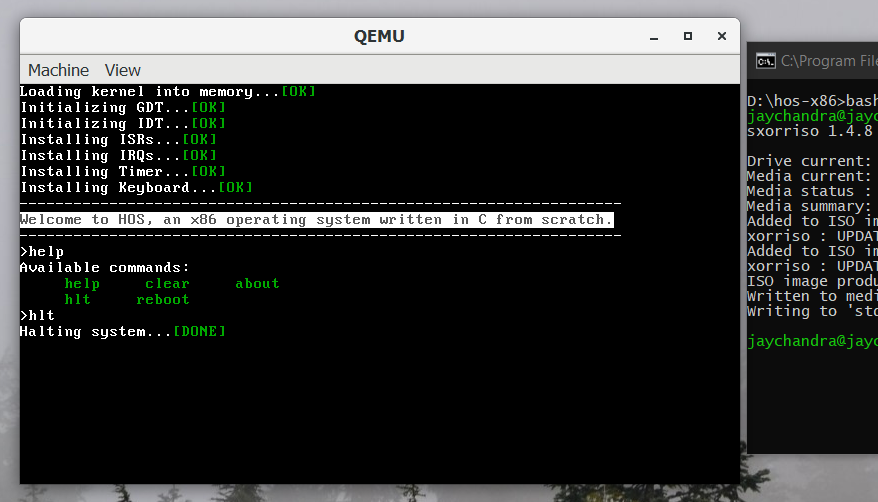 QEMU
Machine View
Loading kernel into memory...[OK]
Initializing GDT...[OK]
Initializing IDT...[OK]
Installing ISRs...[OK]
Installing IRQs...[OK]
Installing Timer...[OK]
Installing Keyboard...[OK]
-------------------------------------------------------------------
Welcome to HOS, an x86 operating system written in C from scratch.
-------------------------------------------------------------------
>help
Available commands:
help clear about
hlt reboot
>hlt
Halting system...[DONE]
C:\Program File
D:\hos-x86>bash
jaychandra@jayc
sxorriso 1.4.8
Drive current:
Media current:
Media status :
Media summary:
Added to ISO im
xorriso : UPDAT
Added to ISO im
xorriso : UPDAT
ISO image produ
Written to medi
Writing to 'std
jaychandra@jayc